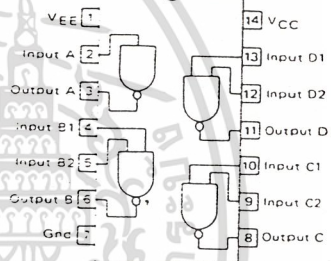 VEE 1
Input A 2
Output A 3
Input B1 4
Input B2 5
Output B 6
Gnd 7
14 VCC
13 Input D1
12 Input D2
11 Output D
10 Input C1
9 Input C2
8 Output C